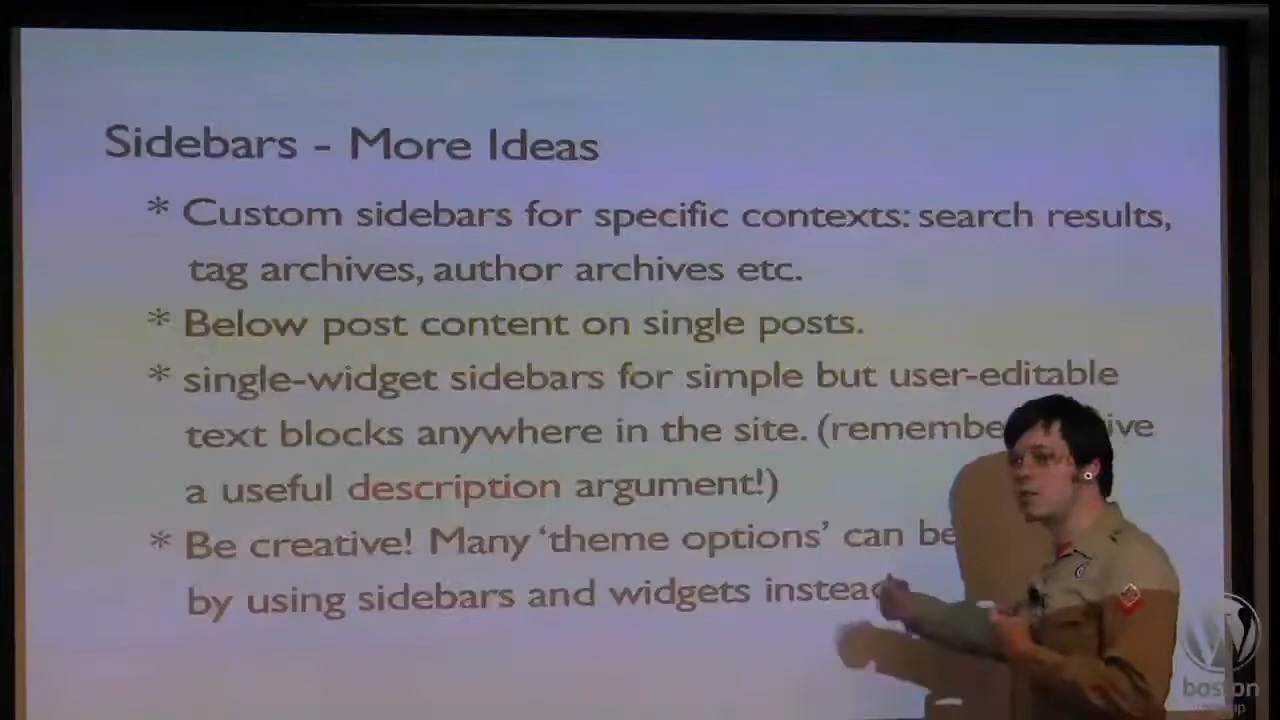 Sidebars - More Ideas
* Custom sidebars for specific contexts: search results,
tag archives, author archives etc.
* Below post content on single posts.
* single-widget sidebars for simple but user-editable
text blocks anywhere in the site. (remember
a useful description argument!)
* Be creative! Many 'theme options' can be
by using sidebars and widgets instead
boston